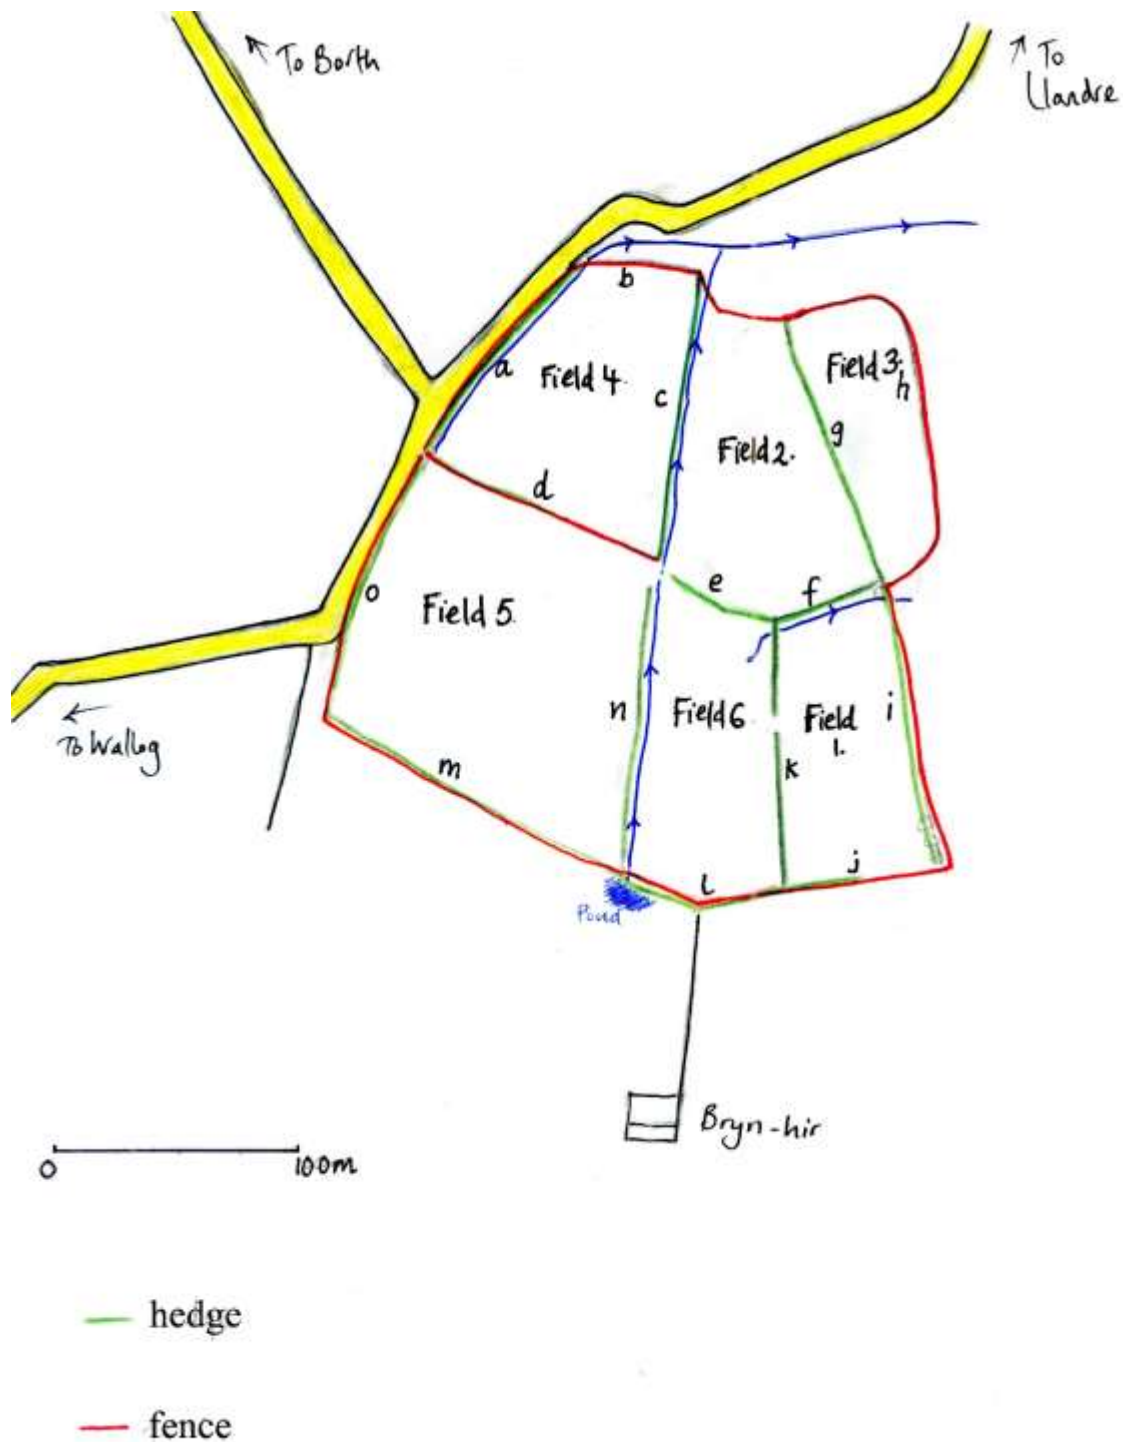 To Borth
To
Llandre
b
a
Field 4.
Field 3.
h
c
g
Field 2.
d
e
f
o
Field 5.
n
Field 6
Field
1.
i
To Wallog
m
k
j
l
Pond
Bryn-hir
0
100m
hedge
fence